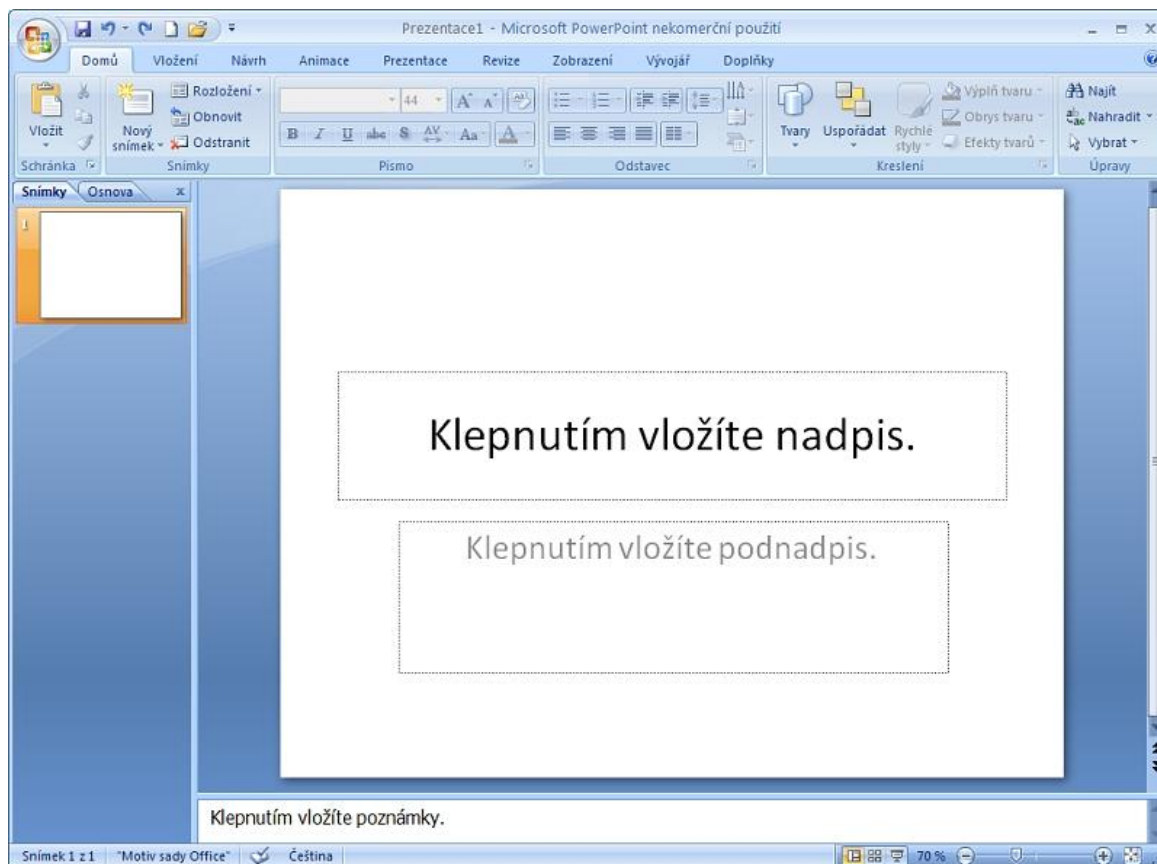 Prezentace1 - Microsoft PowerPoint nekomerční použití
Domů Vložení Návrh Animace Prezentace Revize Zobrazení Vývojář Doplňky
Vložit
Schránka
Nový snímek
Rozložení
Obnovit
Odstranit
Snímky
44
A A
B I U abe S AV Aa A
Písmo
Odstavec
Tvary
Uspořádat
Rychlé styly
Výplň tvaru
Obrys tvaru
Efekty tvarů
Kreslení
Najít
Nahradit
Vybrat
Úpravy
Snímky Osnova x
1
Klepnutím vložíte nadpis.
Klepnutím vložíte podnadpis.
Klepnutím vložíte poznámky.
Snímek 1 z 1 "Motiv sady Office" Čeština 70 %